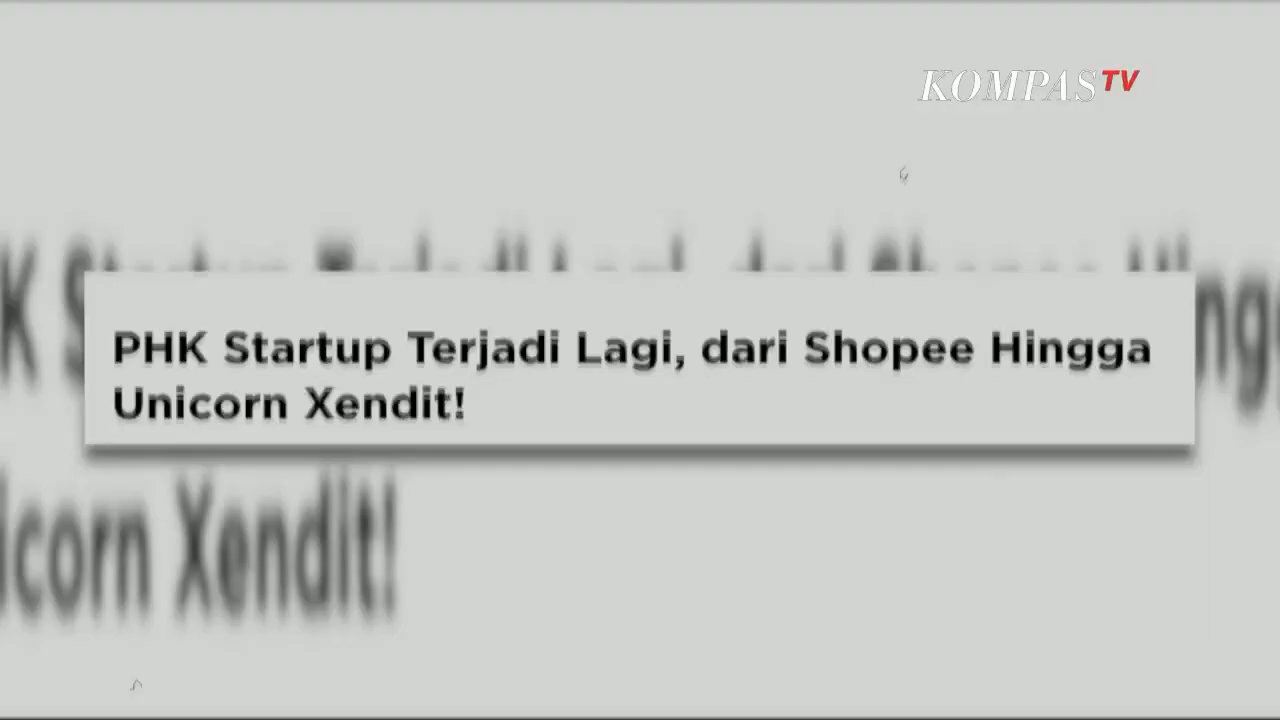 KOMPAS TV
PHK Startup Terjadi Lagi, dari Shopee Hingga
Unicorn Xendit!